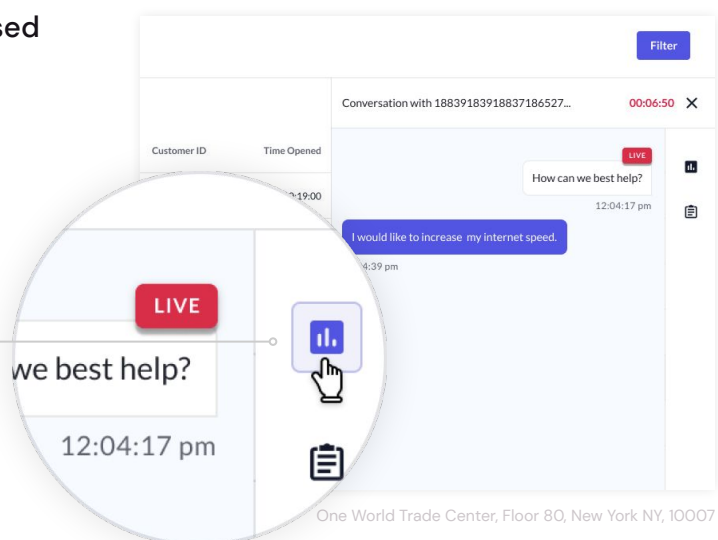 sed
Filter
Conversation with 18839183918837186527...
00:06:50
Customer ID
Time Opened
:19:00
LIVE
How can we best help?
12:04:17 pm
I would like to increase my internet speed.
4:39 pm
LIVE
we best help?
12:04:17 pm
One World Trade Center, Floor 80, New York NY, 10007